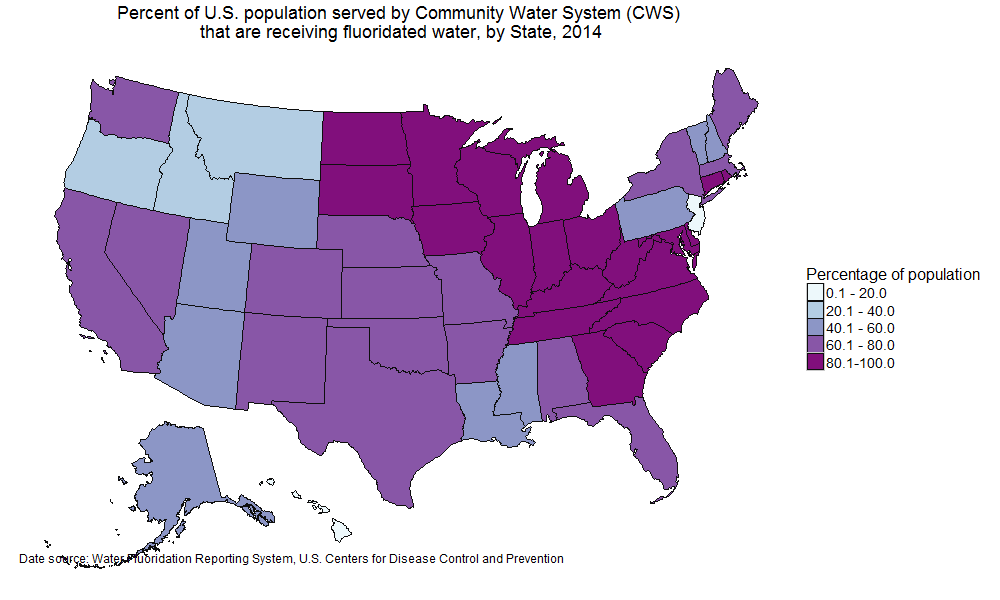 Percent of U.S. population served by Community Water System (CWS)
that are receiving fluoridated water, by State, 2014
Percentage of population
0.1 - 20.0
20.1 - 40.0
40.1 - 60.0
60.1 - 80.0
80.1-100.0
Date source: Water Fluoridation Reporting System, U.S. Centers for Disease Control and Prevention